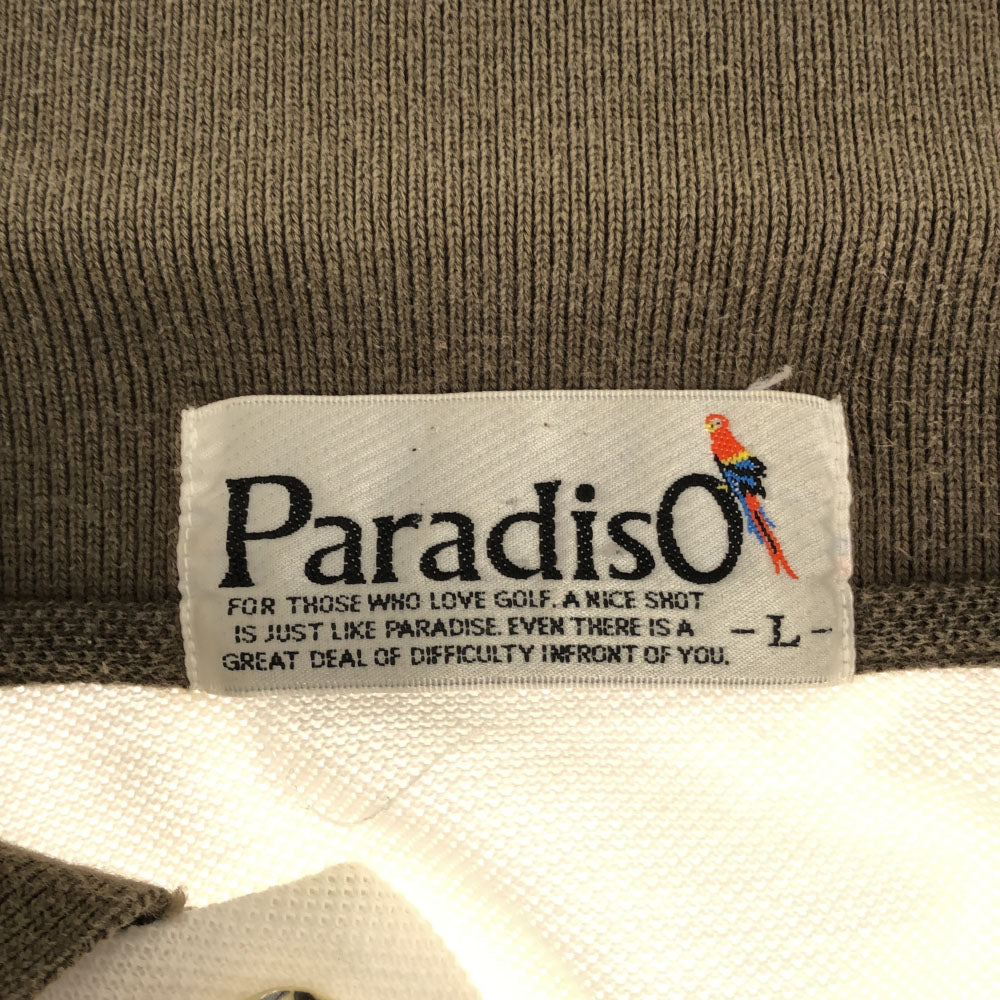 ParadisO
FOR THOSE WHO LOVE GOLF. A NICE SHOT
IS JUST LIKE PARADISE. EVEN THERE IS A
GREAT DEAL OF DIFFICULTY INFRONT OF YOU.
- L -